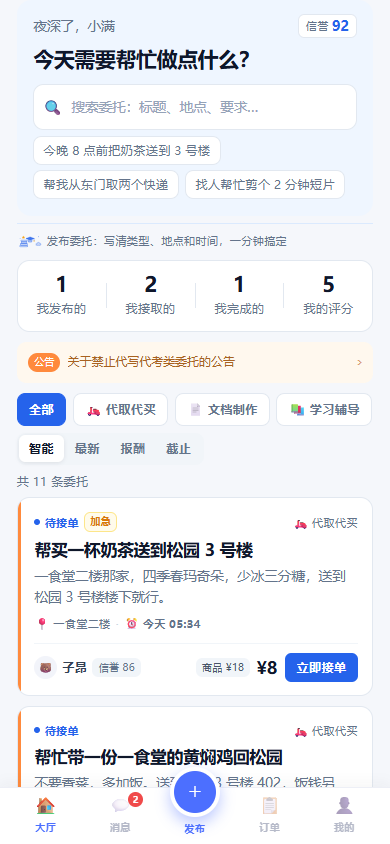 夜深了，小满
信誉 92
今天需要帮忙做点什么？
搜索委托：标题、地点、要求...
今晚 8 点前把奶茶送到 3 号楼
帮我从东门取两个快递
找人帮忙剪个 2 分钟短片
发布委托：写清类型、地点和时间，一分钟搞定
1 2 1 5
我发布的 我接取的 我完成的 我的评分
公告 关于禁止代写代考类委托的公告 ›
全部 代取代买 文档制作 学习辅导
智能 最新 报酬 截止
共 11 条委托
待接单 加急 代取代买
帮买一杯奶茶送到松园 3 号楼
一食堂二楼那家，四季春玛奇朵，少冰三分糖，送到
松园 3 号楼楼下就行。
一食堂二楼 · 今天 05:34
子昂 信誉 86 商品 ¥18 ¥8 立即接单
待接单 代取代买
帮忙带一份一食堂的黄焖鸡回松园
不要香菜，多加饭。送 3 号楼 402，饭钱另
大厅 消息 2 发布 订单 我的